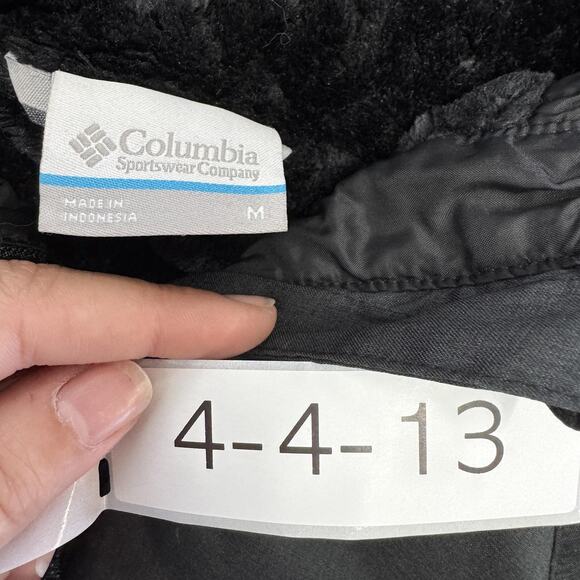 Columbia
Sportswear Company
MADE IN
INDONESIA
M
4-4-13